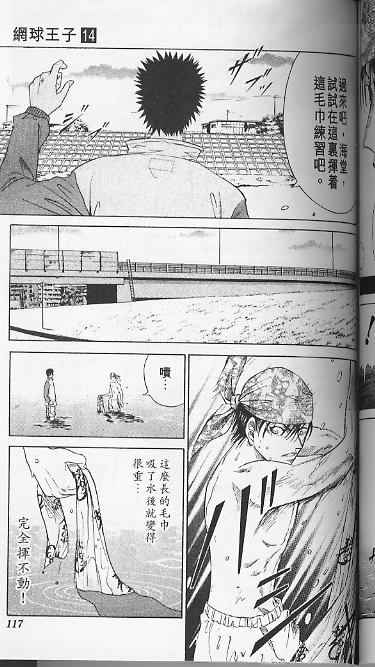 網球王子 14
過來吧，海堂，
試試在這裏揮着
這毛巾練習吧。
嘖…
這麼長的毛巾
吸了水後就變得
很重…
完全揮不動！
117